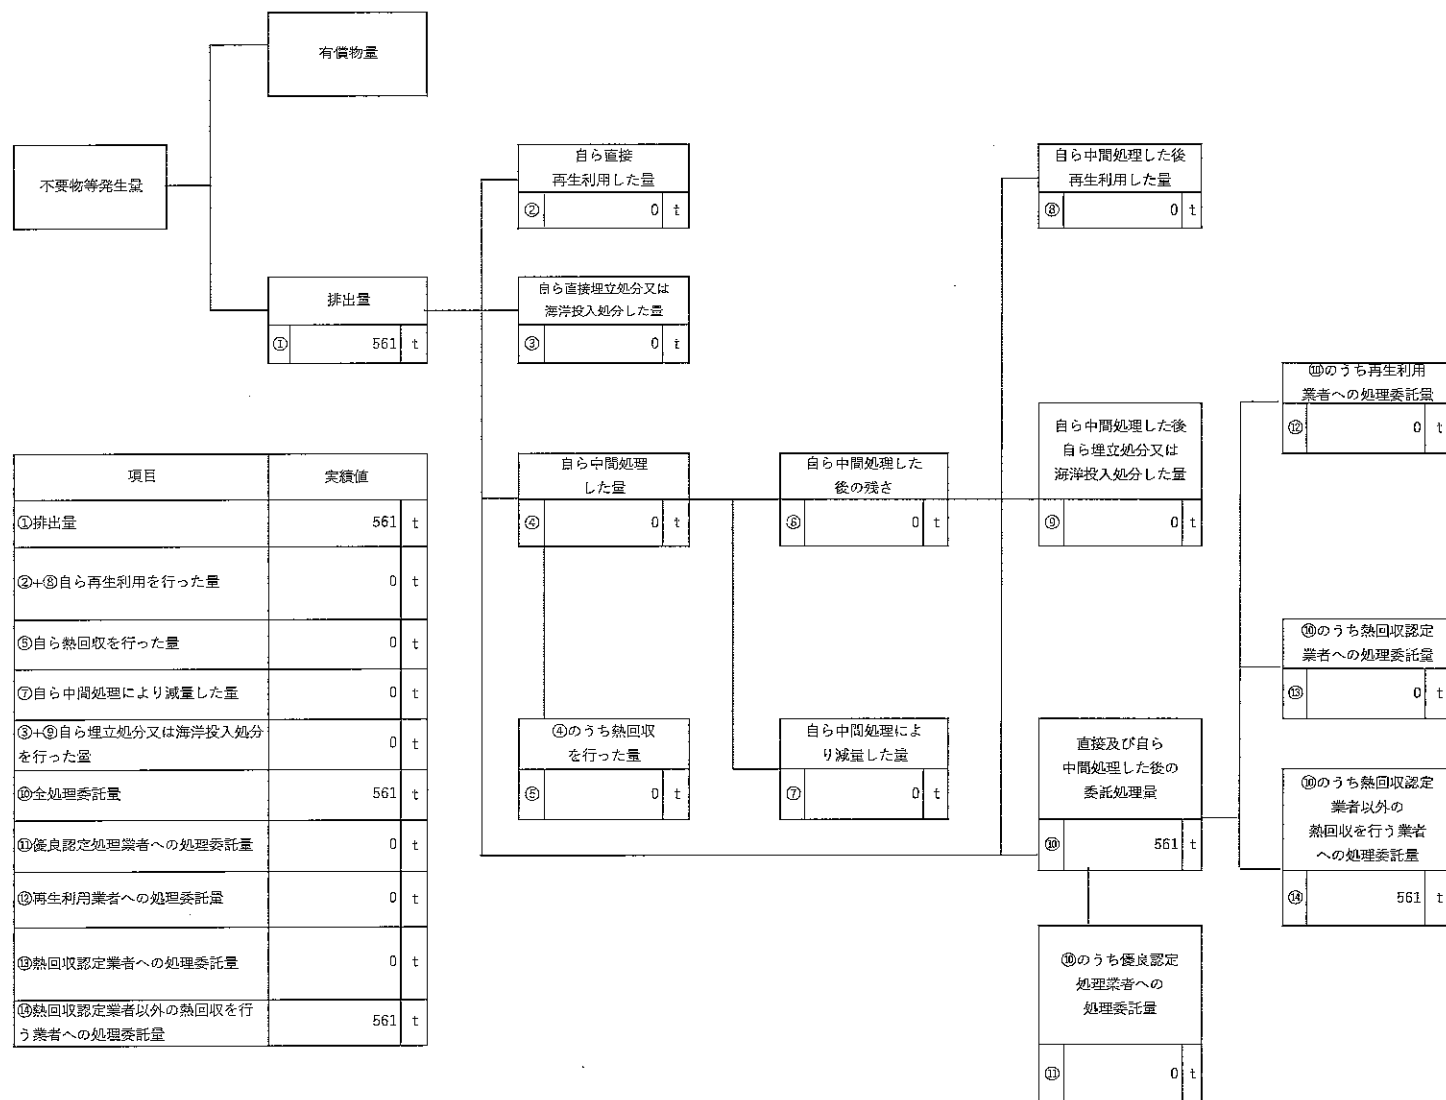 有償物量
不要物等発生量
排出量
① 561 t
自ら直接
再生利用した量
② 0 t
自ら直接埋立処分又は
海洋投入処分した量
③ 0 t
自ら中間処理
した量
④ 0 t
④のうち熱回収
を行った量
⑤ 0 t
自ら中間処理した
後の残さ
⑥ 0 t
自ら中間処理によ
り減量した量
⑦ 0 t
自ら中間処理した後
再生利用した量
⑧ 0 t
自ら中間処理した後
自ら埋立処分又は
海洋投入処分した量
⑨ 0 t
直接及び自ら
中間処理した後の
委託処理量
⑩ 561 t
⑩のうち優良認定
処理業者への
処理委託量
⑪ 0 t
⑩のうち再生利用
業者への処理委託量
⑫ 0 t
⑩のうち熱回収認定
業者への処理委託量
⑬ 0 t
⑩のうち熱回収認定
業者以外の
熱回収を行う業者
への処理委託量
⑭ 561 t
項目 実績値
①排出量 561 t
②+⑧自ら再生利用を行った量 0 t
⑤自ら熱回収を行った量 0 t
⑦自ら中間処理により減量した量 0 t
③+⑨自ら埋立処分又は海洋投入処分
を行った量 0 t
⑩全処理委託量 561 t
⑪優良認定処理業者への処理委託量 0 t
⑫再生利用業者への処理委託量 0 t
⑬熱回収認定業者への処理委託量 0 t
⑭熱回収認定業者以外の熱回収を行
う業者への処理委託量 561 t